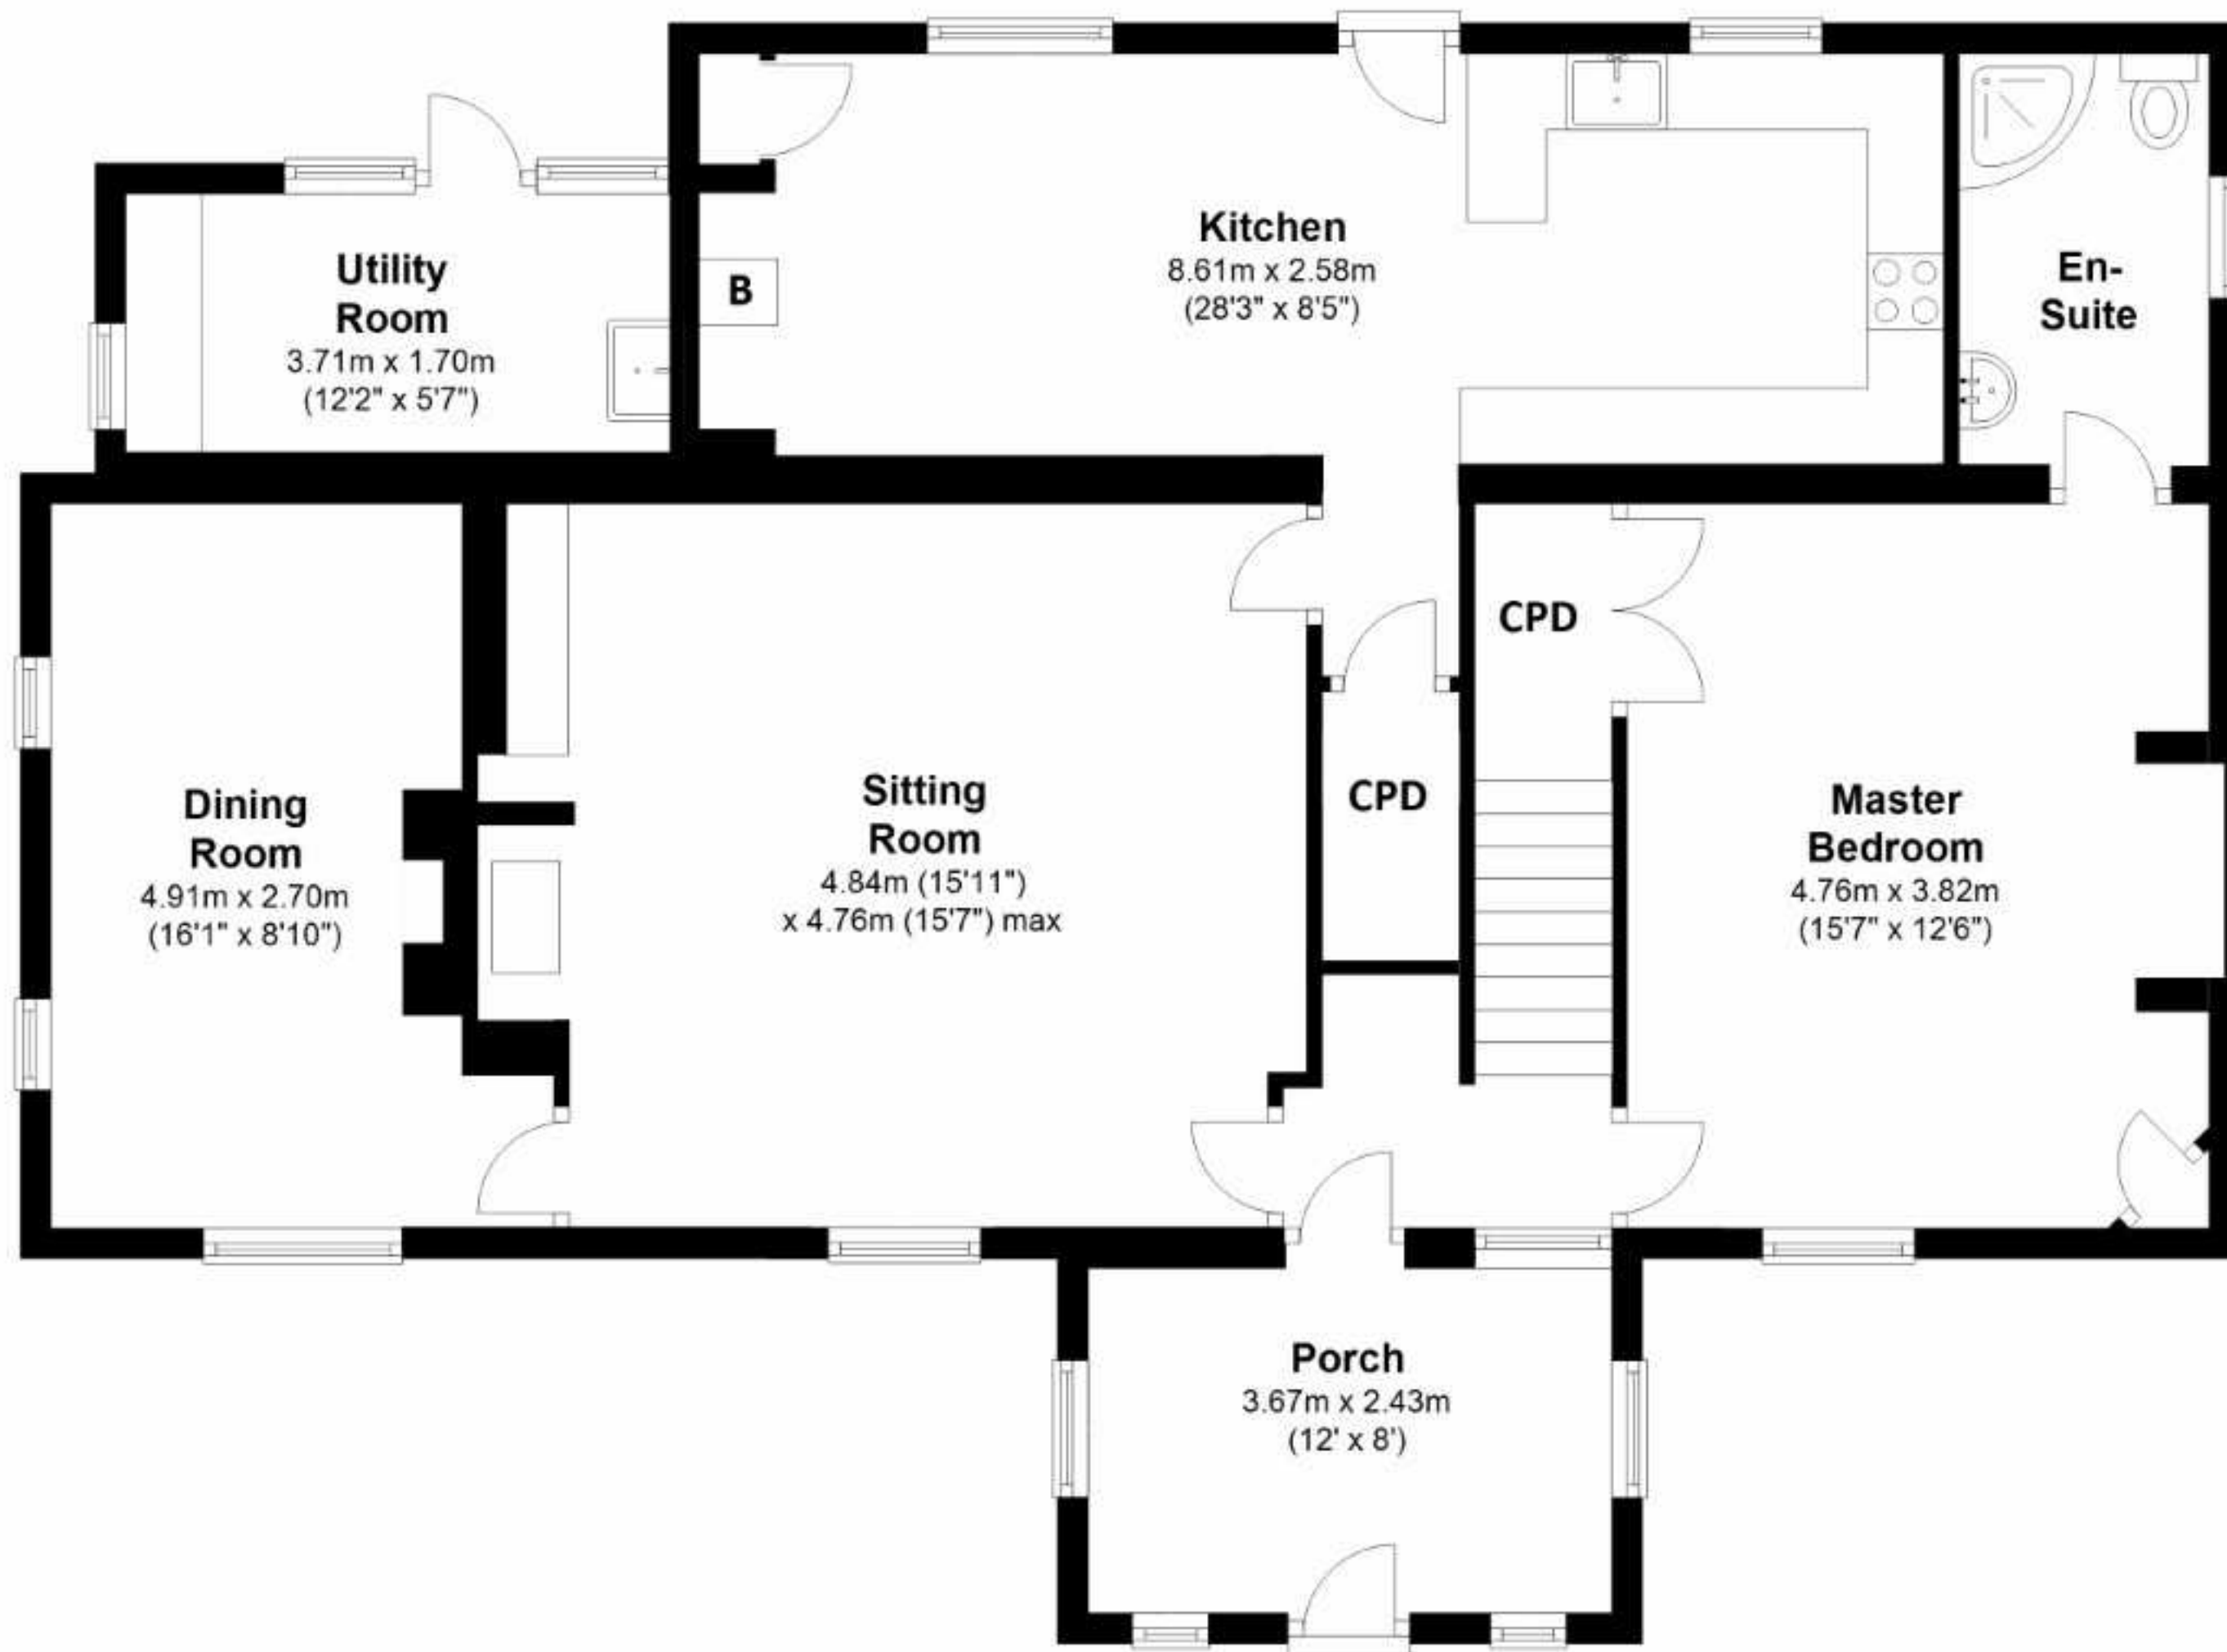 Utility
Room
3.71m x 1.70m
(12'2" x 5'7")
B
Kitchen
8.61m x 2.58m
(28'3" x 8'5")
En-
Suite
Dining
Room
4.91m x 2.70m
(16'1" x 8'10")
Sitting
Room
4.84m (15'11")
x 4.76m (15'7") max
CPD
CPD
Master
Bedroom
4.76m x 3.82m
(15'7" x 12'6")
Porch
3.67m x 2.43m
(12' x 8')